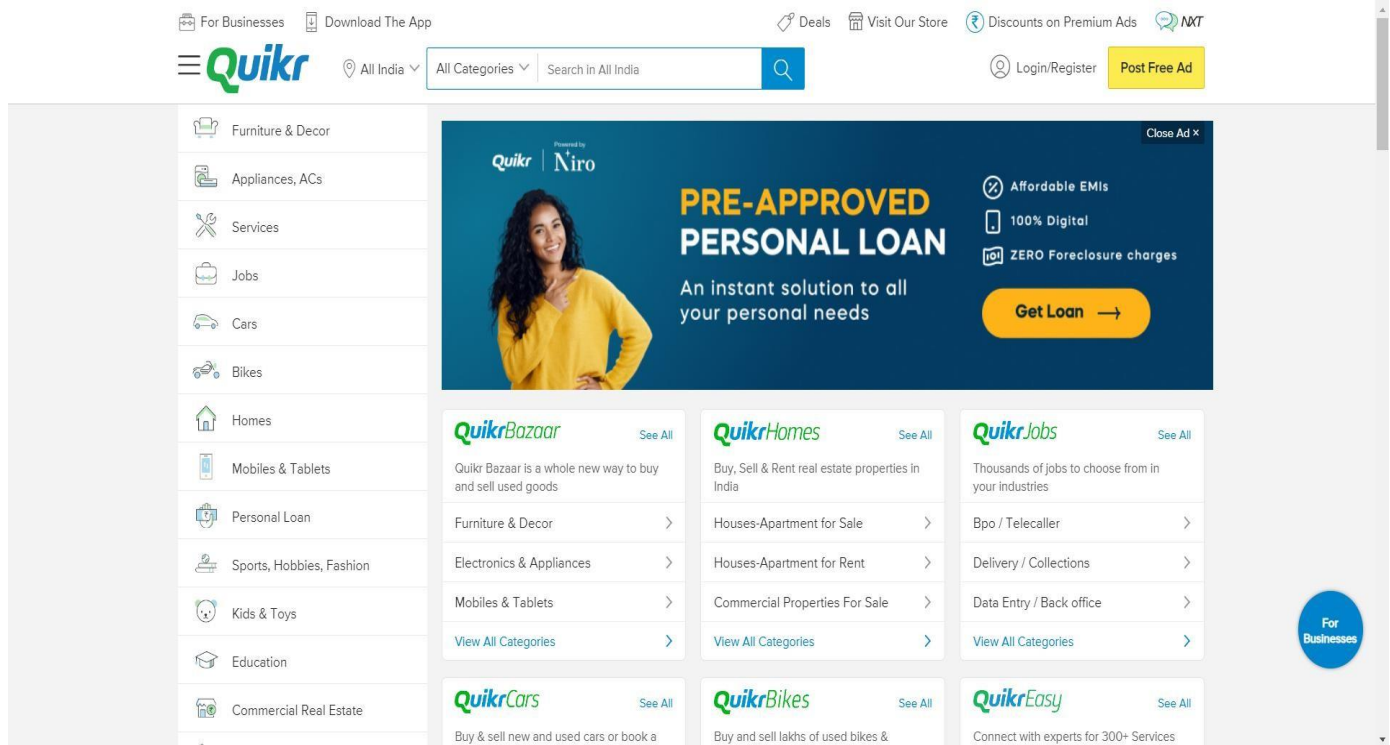 For Businesses
Download The App
Deals
Visit Our Store
Discounts on Premium Ads
NXT
Quikr
All India
All Categories
Search in All India
Login/Register
Post Free Ad
Furniture & Decor
Appliances, ACs
Services
Jobs
Cars
Bikes
Homes
Mobiles & Tablets
Personal Loan
Sports, Hobbies, Fashion
Kids & Toys
Education
Commercial Real Estate
Close Ad ×
Quikr
Powered by
Niro
PRE-APPROVED
PERSONAL LOAN
An instant solution to all
your personal needs
Affordable EMIs
100% Digital
ZERO Foreclosure charges
Get Loan →
QuikrBazaar
See All
Quikr Bazaar is a whole new way to buy
and sell used goods
Furniture & Decor
Electronics & Appliances
Mobiles & Tablets
View All Categories
QuikrHomes
See All
Buy, Sell & Rent real estate properties in
India
Houses-Apartment for Sale
Houses-Apartment for Rent
Commercial Properties For Sale
View All Categories
QuikrJobs
See All
Thousands of jobs to choose from in
your industries
Bpo / Telecaller
Delivery / Collections
Data Entry / Back office
View All Categories
QuikrCars
See All
Buy & sell new and used cars or book a
QuikrBikes
See All
Buy and sell lakhs of used bikes &
QuikrEasy
See All
Connect with experts for 300+ Services
For
Businesses